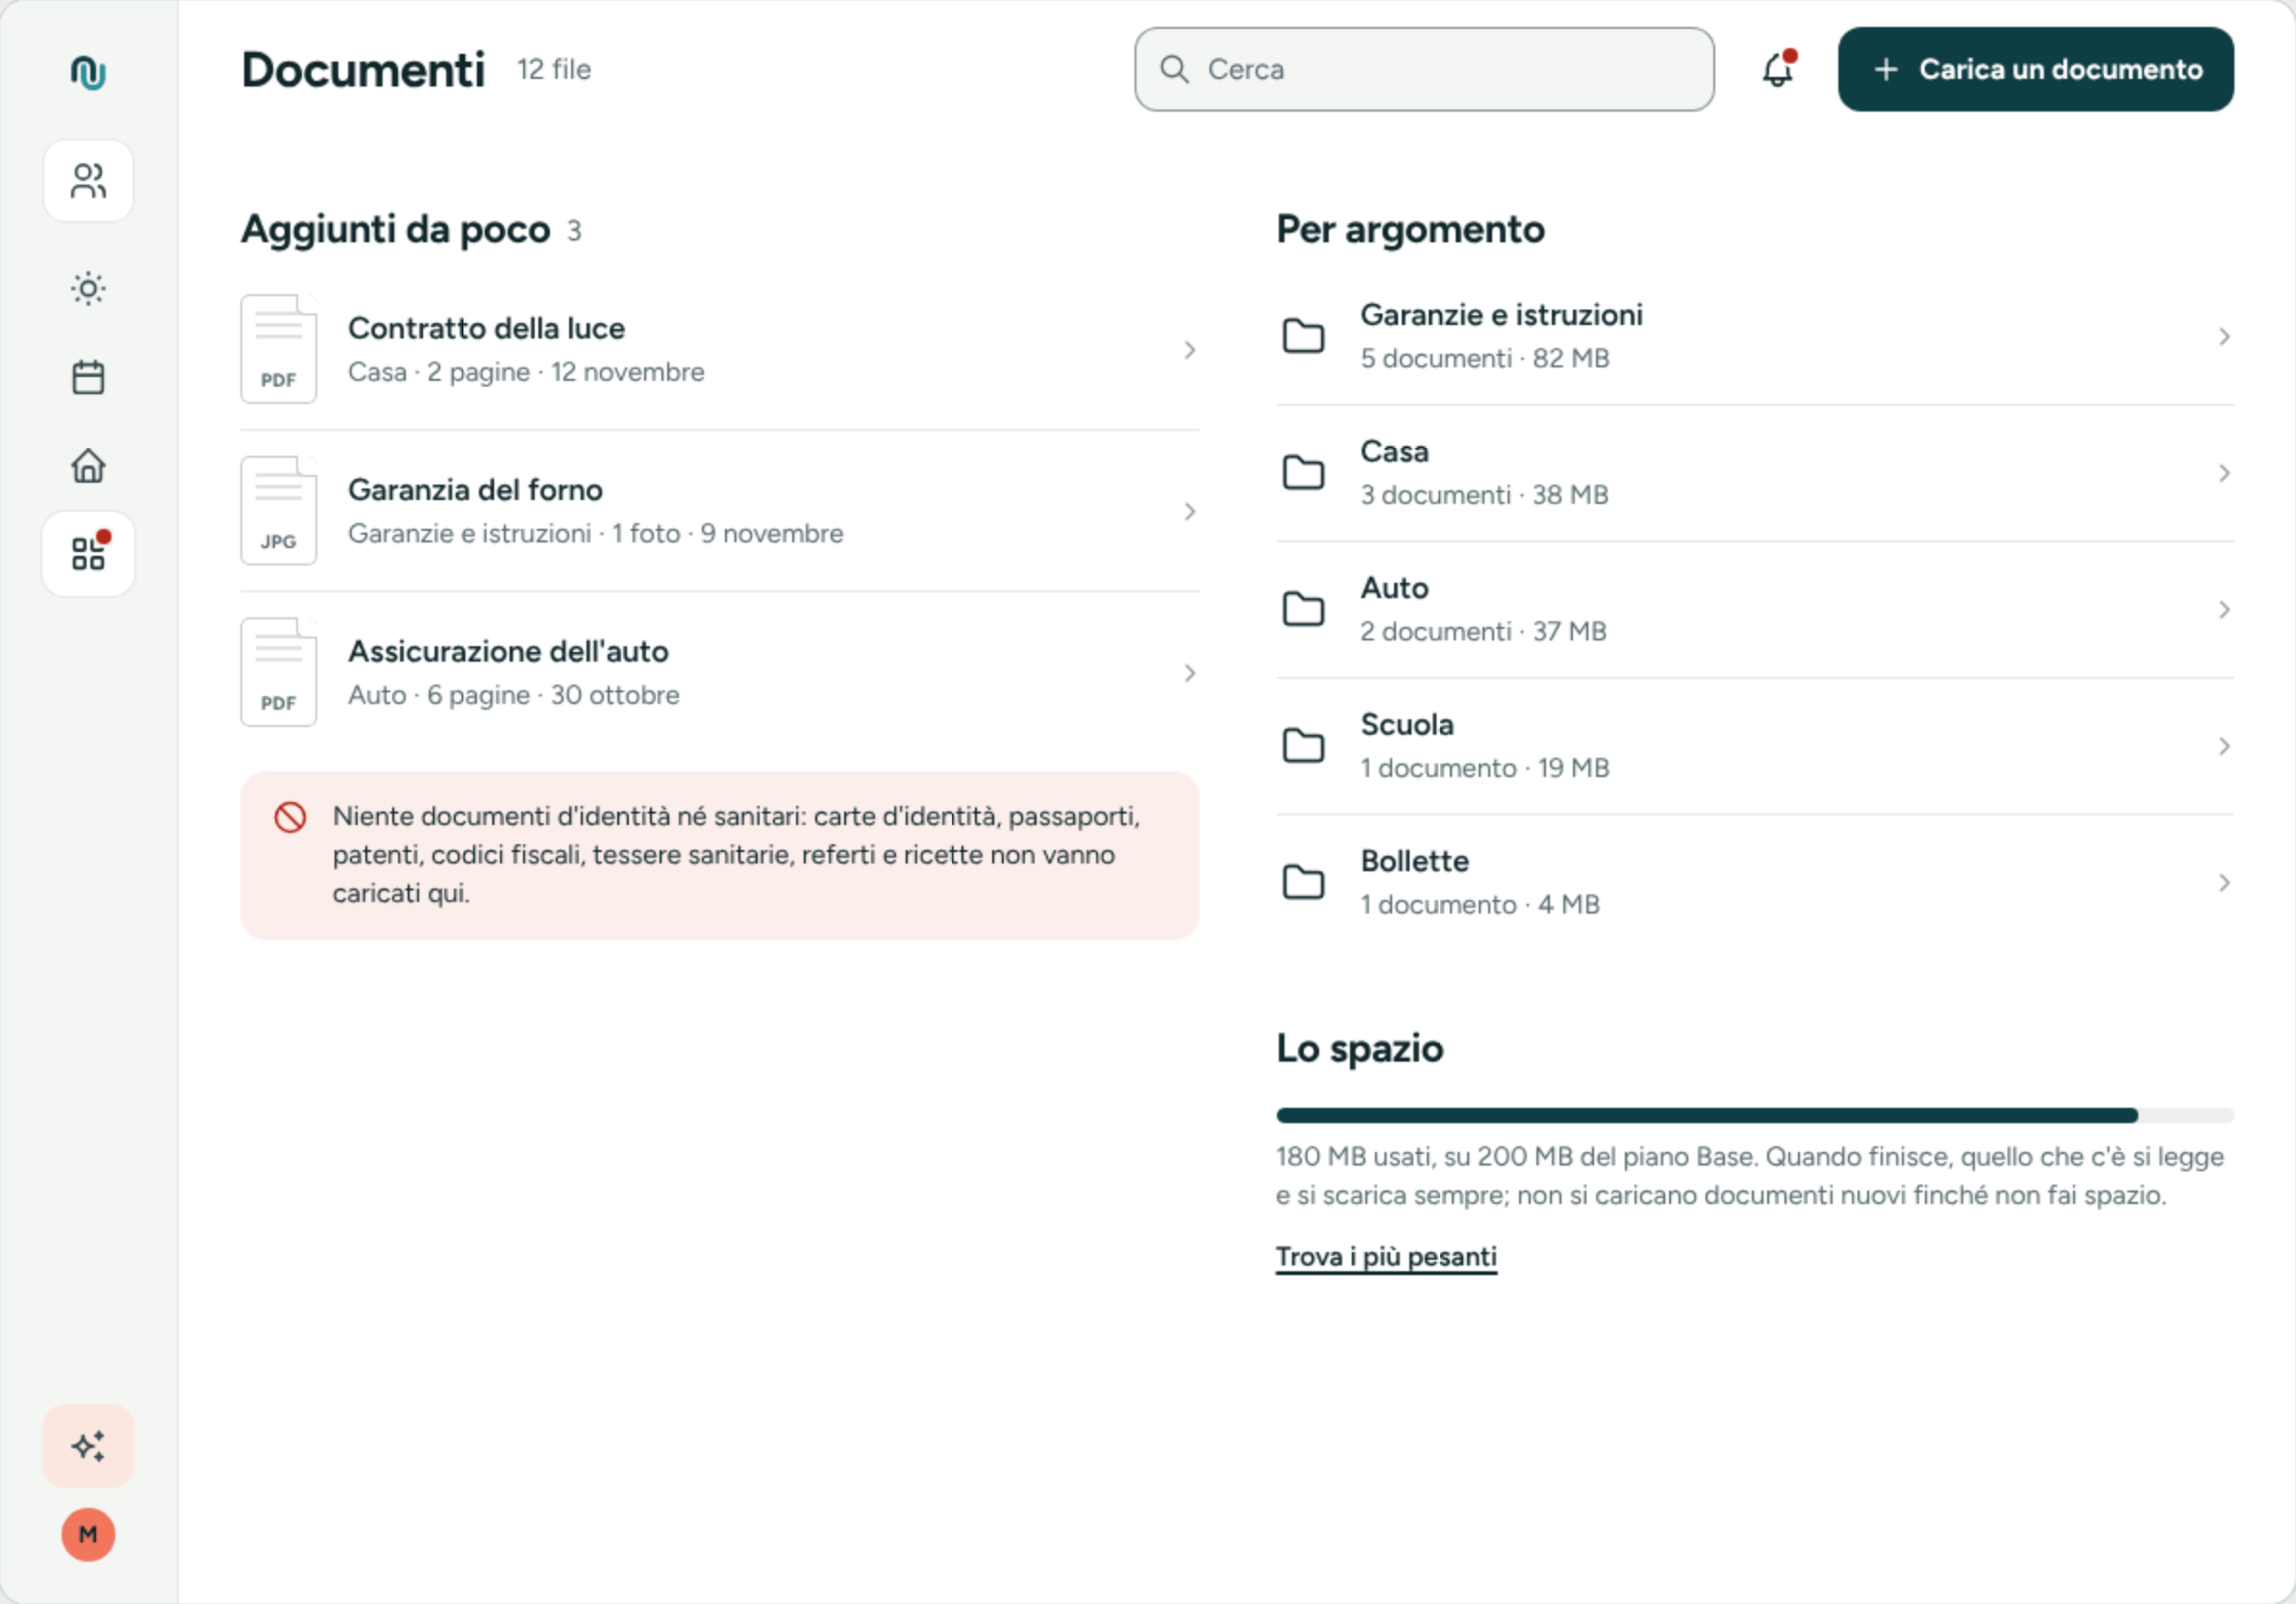 Documenti 12 file
Cerca
Carica un documento
Aggiunti da poco 3
PDF
Contratto della luce
Casa · 2 pagine · 12 novembre
JPG
Garanzia del forno
Garanzie e istruzioni · 1 foto · 9 novembre
PDF
Assicurazione dell'auto
Auto · 6 pagine · 30 ottobre
Niente documenti d'identità né sanitari: carte d'identità, passaporti,
patenti, codici fiscali, tessere sanitarie, referti e ricette non vanno
caricati qui.
Per argomento
Garanzie e istruzioni
5 documenti · 82 MB
Casa
3 documenti · 38 MB
Auto
2 documenti · 37 MB
Scuola
1 documento · 19 MB
Bollette
1 documento · 4 MB
Lo spazio
180 MB usati, su 200 MB del piano Base. Quando finisce, quello che c'è si legge
e si scarica sempre; non si caricano documenti nuovi finché non fai spazio.
Trova i più pesanti
M